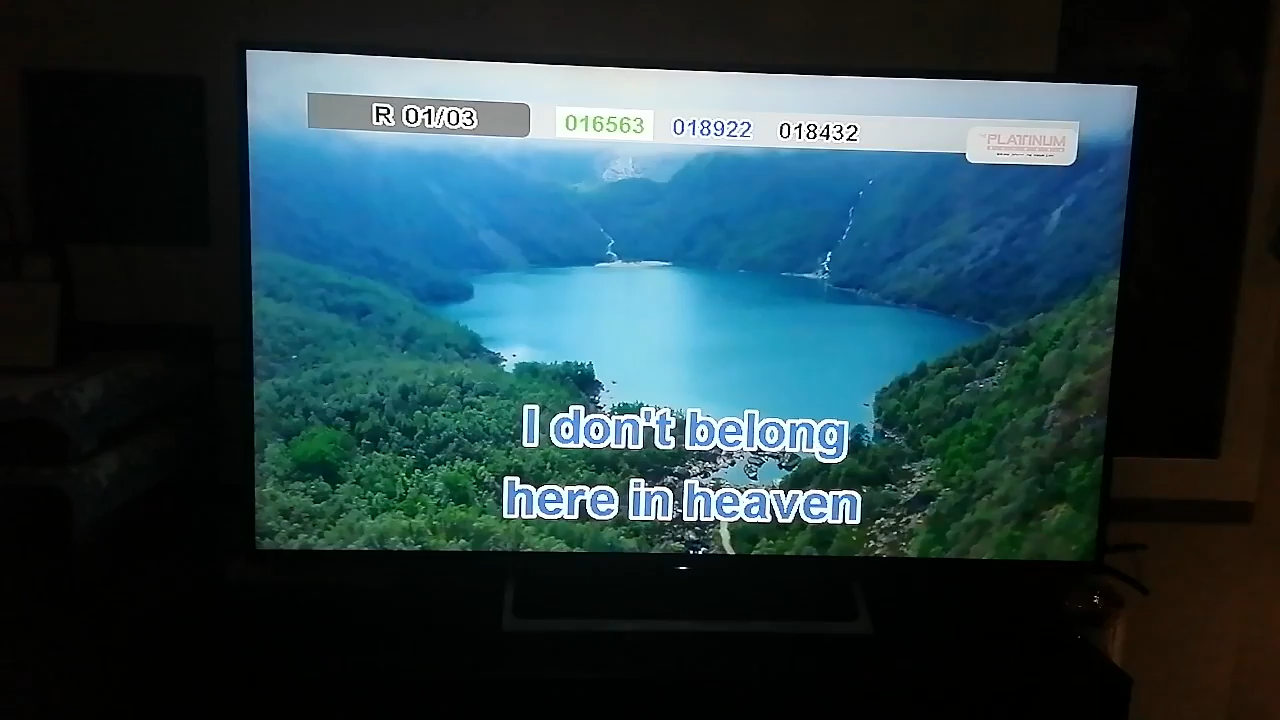 R 01/03 016563 018922 018432
PLATINUM
I don't belong
here in heaven